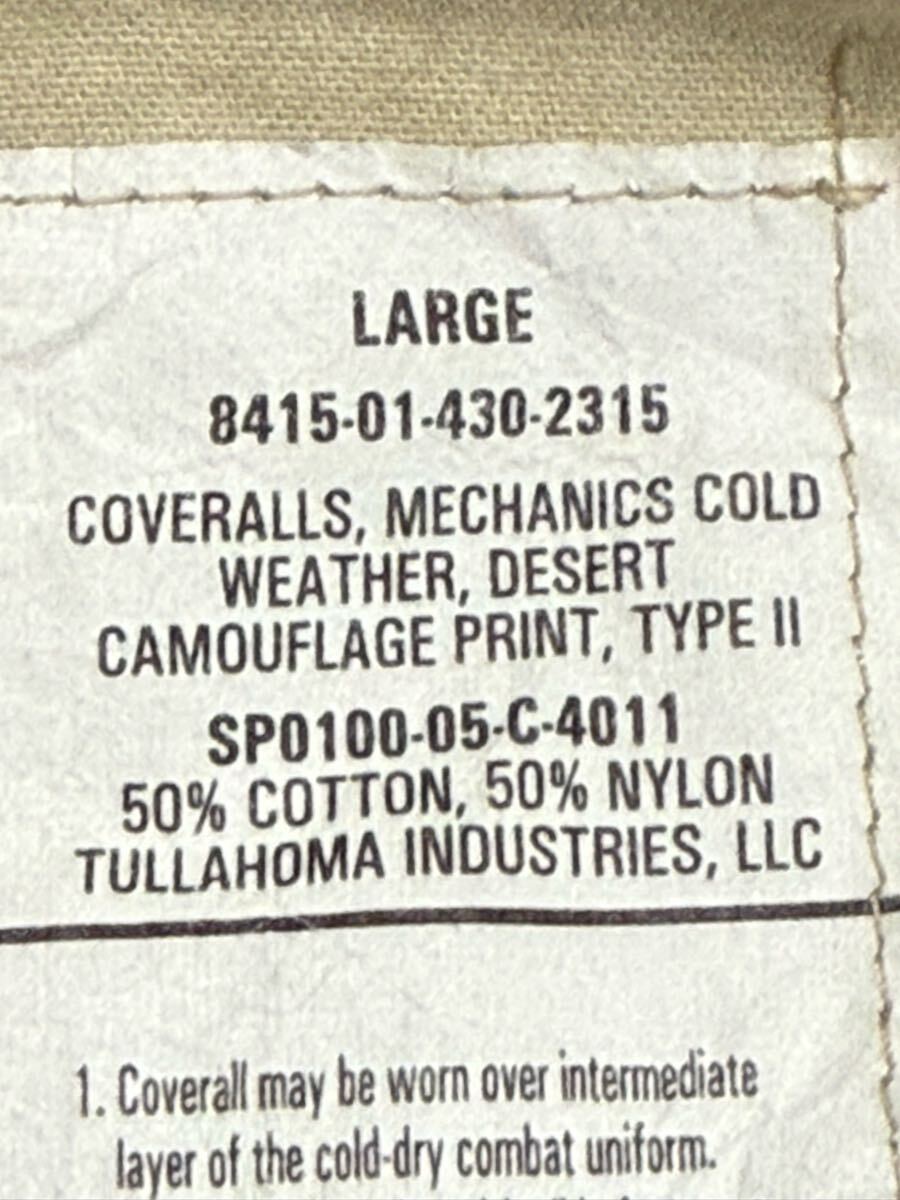 LARGE
8415-01-430-2315
COVERALLS, MECHANICS COLD
WEATHER, DESERT
CAMOUFLAGE PRINT, TYPE II
SP0100-05-C-4011
50% COTTON, 50% NYLON
TULLAHOMA INDUSTRIES, LLC
1. Coverall may be worn over intermediate
layer of the cold-dry combat uniform.